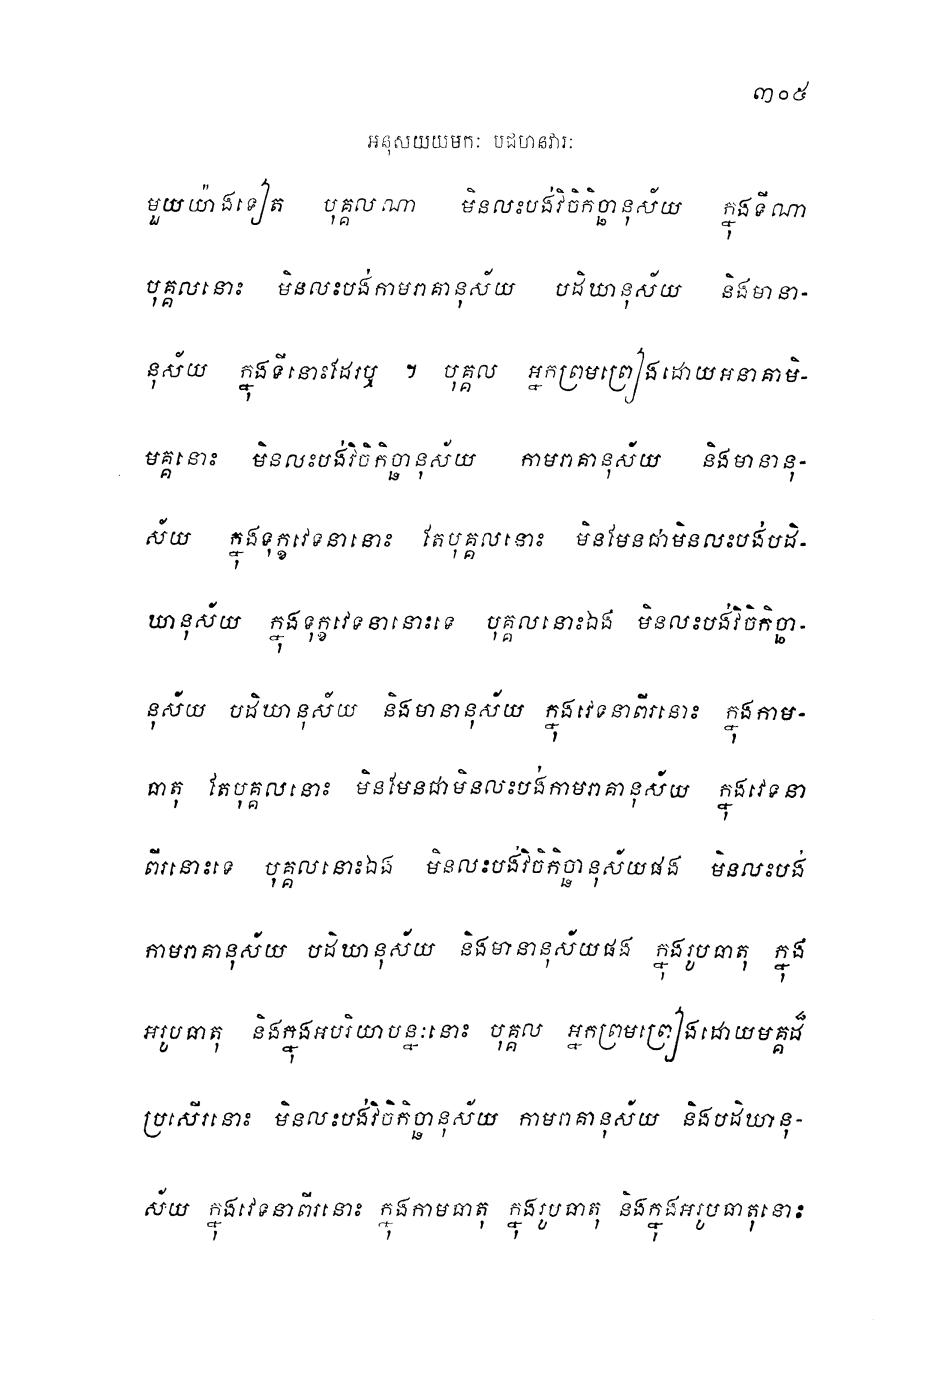 ៣០៥
អនុសយយមកៈ បជហនវារៈ
មួយយ៉ាងទៀត បុគ្គលណា មិនលះបង់វិចិកិច្ឆានុស័យ ក្នុងទីណា
បុគ្គលនោះ មិនលះបង់កាមរាគានុស័យ បដិឃានុស័យ និងមានា-
នុស័យ ក្នុងទីនោះដែរឬ ។ បុគ្គល អ្នកព្រមព្រៀងដោយអនាគាមិ-
មគ្គនោះ មិនលះបង់វិចិកិច្ឆានុស័យ កាមរាគានុស័យ និងមានានុ-
ស័យ ក្នុងទុក្ខវេទនានោះ តែបុគ្គលនោះ មិនមែនជាមិនលះបង់បដិ-
ឃានុស័យ ក្នុងទុក្ខវេទនានោះទេ បុគ្គលនោះឯង មិនលះបង់វិចិកិច្ឆា-
នុស័យ បដិឃានុស័យ និងមានានុស័យ ក្នុងវេទនាពីរនោះ ក្នុងកាម-
ធាតុ តែបុគ្គលនោះ មិនមែនជាមិនលះបង់កាមរាគានុស័យ ក្នុងវេទនា
ពីរនោះទេ បុគ្គលនោះឯង មិនលះបង់វិចិកិច្ឆានុស័យផង មិនលះបង់
កាមរាគានុស័យ បដិឃានុស័យ និងមានានុស័យផង ក្នុងរូបធាតុ ក្នុង
អរូបធាតុ និងក្នុងអបរិយាបន្នៈនោះ បុគ្គល អ្នកព្រមព្រៀងដោយមគ្គដ៏
ប្រសើរនោះ មិនលះបង់វិចិកិច្ឆានុស័យ កាមរាគានុស័យ និងបដិឃានុ-
ស័យ ក្នុងវេទនាពីរនោះ ក្នុងកាមធាតុ ក្នុងរូបធាតុ និងក្នុងអរូបធាតុនោះ